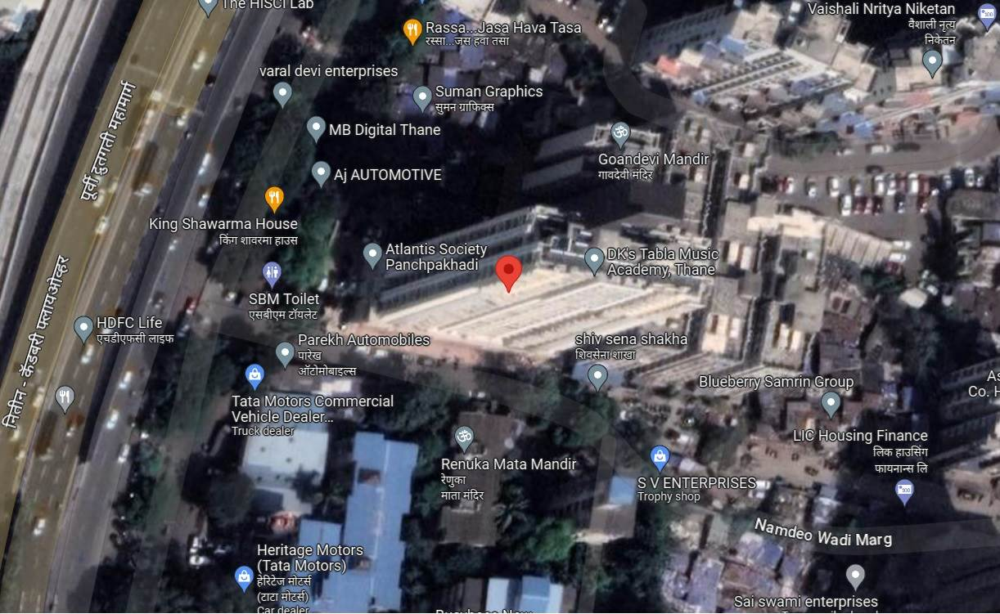 The HISCI Lab
Rassa...Jasa Hava Tasa
रस्सा...जस हवा तसा
Vaishali Nritya Niketan
वैशाली नृत्य
निकेतन
varal devi enterprises
Suman Graphics
सुमन ग्राफिक्स
MB Digital Thane
Goandevi Mandir
गावदेवी मंदिर
पूर्व द्रुतगती महामार्ग
Aj AUTOMOTIVE
King Shawarma House
किंग शावरमा हाउस
Atlantis Society
Panchpakhadi
DK's Tabla Music
Academy, Thane
SBM Toilet
एसबीएम टॉयलेट
HDFC Life
एचडीएफसी लाइफ
नितीन - कॅडबरी फ्लायओव्हर
Parekh Automobiles
पारेख
ऑटोमोबाइल्स
shiv sena shakha
शिवसेना शाखा
Blueberry Samrin Group
As
Co. H
Tata Motors Commercial
Vehicle Dealer...
Truck dealer
LIC Housing Finance
लिक हाउसिंग
फायनान्स लि
Renuka Mata Mandir
रेणुका
माता मंदिर
S V ENTERPRISES
Trophy shop
Namdeo Wadi Marg
Heritage Motors
(Tata Motors)
हेरिटेज मोटर्स
(टाटा मोटर्स)
Car dealer
Sai swami enterprises